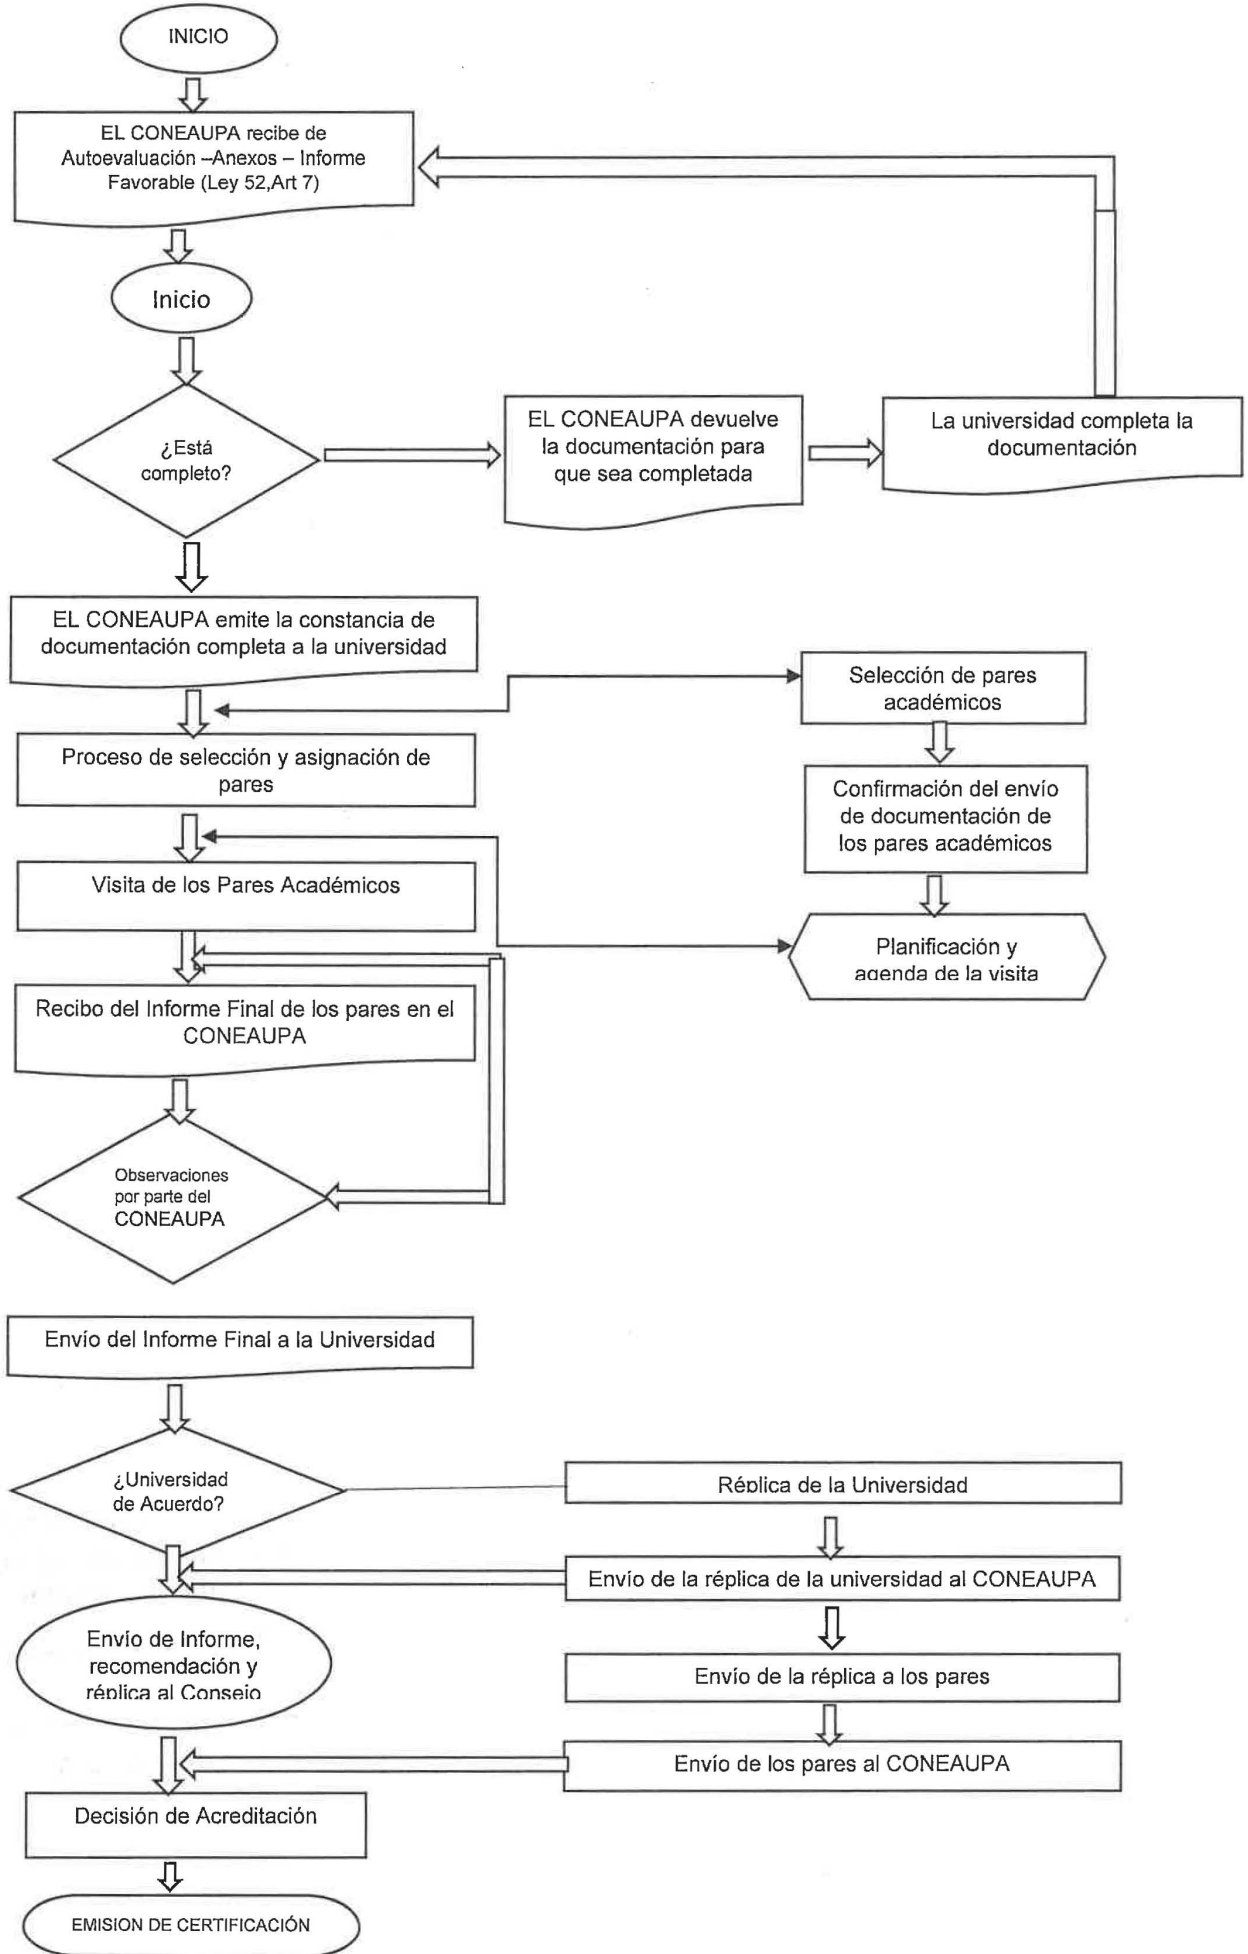 INICIO
EL CONEAUPA recibe de
Autoevaluación –Anexos – Informe
Favorable (Ley 52,Art 7)
Inicio
¿Está
completo?
EL CONEAUPA devuelve
la documentación para
que sea completada
La universidad completa la
documentación
EL CONEAUPA emite la constancia de
documentación completa a la universidad
Selección de pares
académicos
Proceso de selección y asignación de
pares
Confirmación del envío
de documentación de
los pares académicos
Visita de los Pares Académicos
Planificación y
agenda de la visita
Recibo del Informe Final de los pares en el
CONEAUPA
Observaciones
por parte del
CONEAUPA
Envío del Informe Final a la Universidad
¿Universidad
de Acuerdo?
Réplica de la Universidad
Envío de la réplica de la universidad al CONEAUPA
Envío de Informe,
recomendación y
réplica al Consejo
Envío de la réplica a los pares
Envío de los pares al CONEAUPA
Decisión de Acreditación
EMISION DE CERTIFICACIÓN